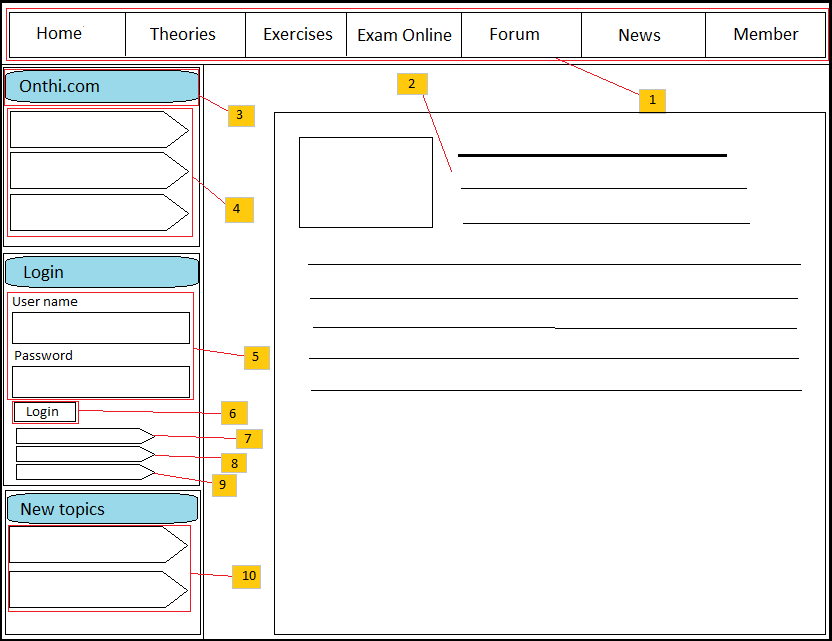 Home Theories Exercises Exam Online Forum News Member
1
2
Onthi.com
3
4
Login
User name
5
Password
Login
6
7
8
9
New topics
10